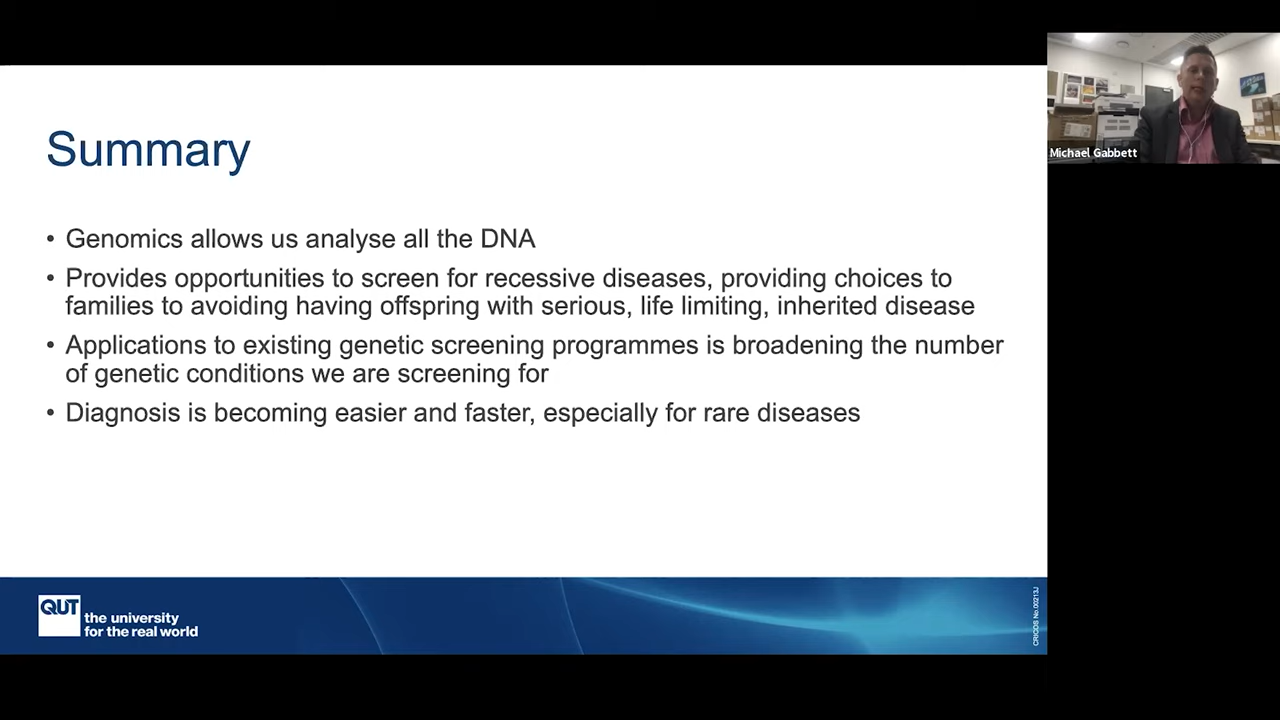 Summary
• Genomics allows us analyse all the DNA
• Provides opportunities to screen for recessive diseases, providing choices to
families to avoiding having offspring with serious, life limiting, inherited disease
• Applications to existing genetic screening programmes is broadening the number
of genetic conditions we are screening for
• Diagnosis is becoming easier and faster, especially for rare diseases
QUT
the university
for the real world
CRICOS No.00213J
Michael Gabbett